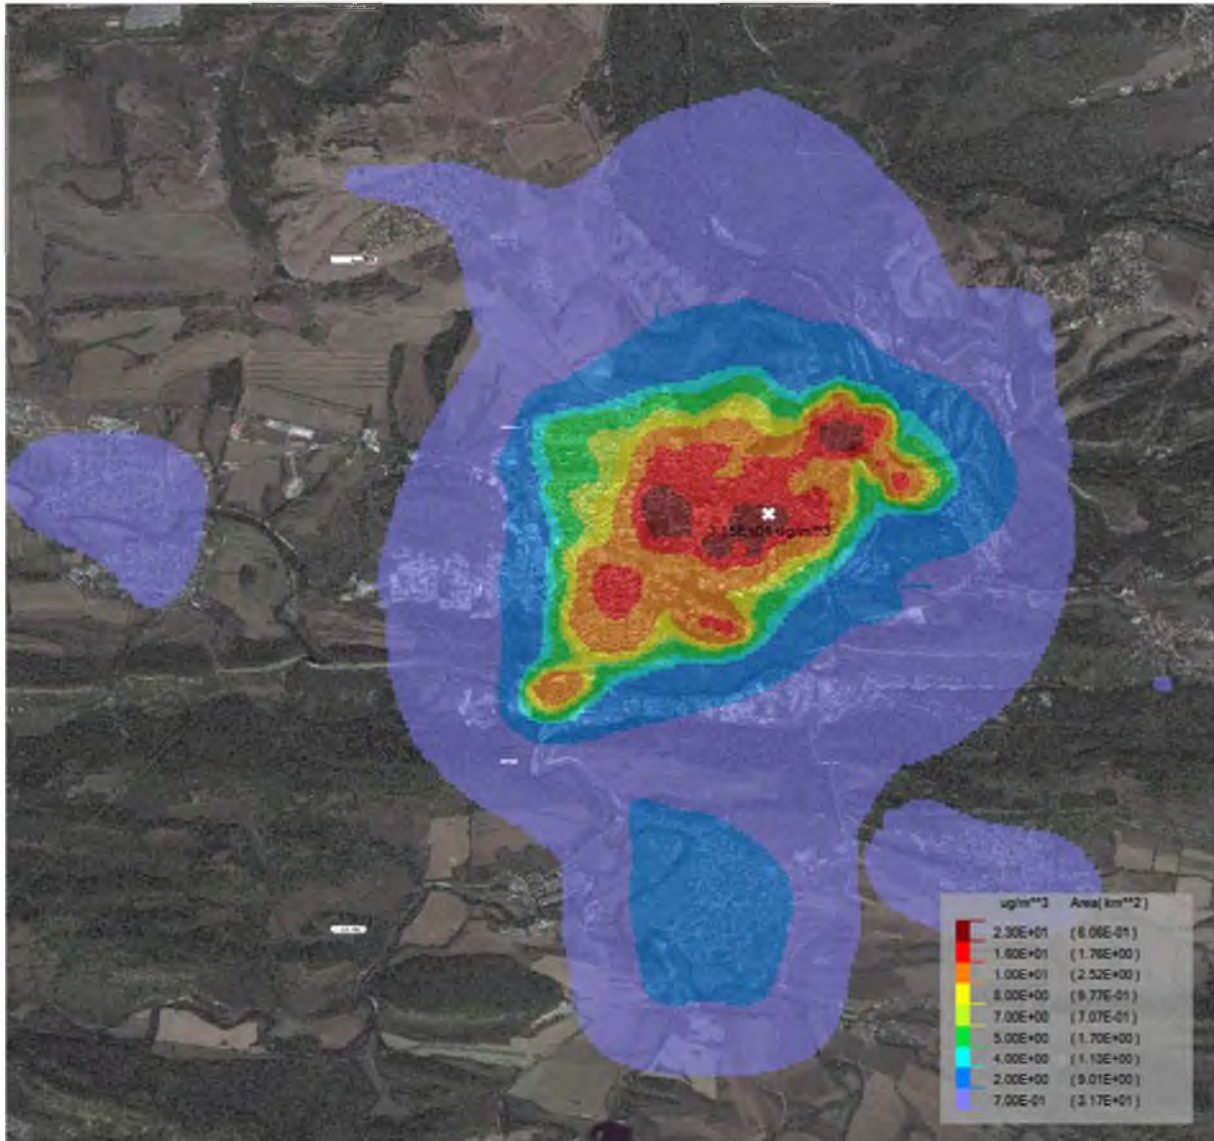 ug/m**3 Area( km**2 )
2.30E+01 ( 6.06E-01)
1.60E+01 ( 1.76E+00 )
1.00E+01 ( 2.52E+00 )
8.00E+00 ( 9.77E-01)
7.00E+00 ( 7.07E-01)
5.00E+00 ( 1.70E+00 )
4.00E+00 ( 1.13E+00 )
2.00E+00 ( 9.01E+00 )
7.00E-01 ( 3.17E+01 )